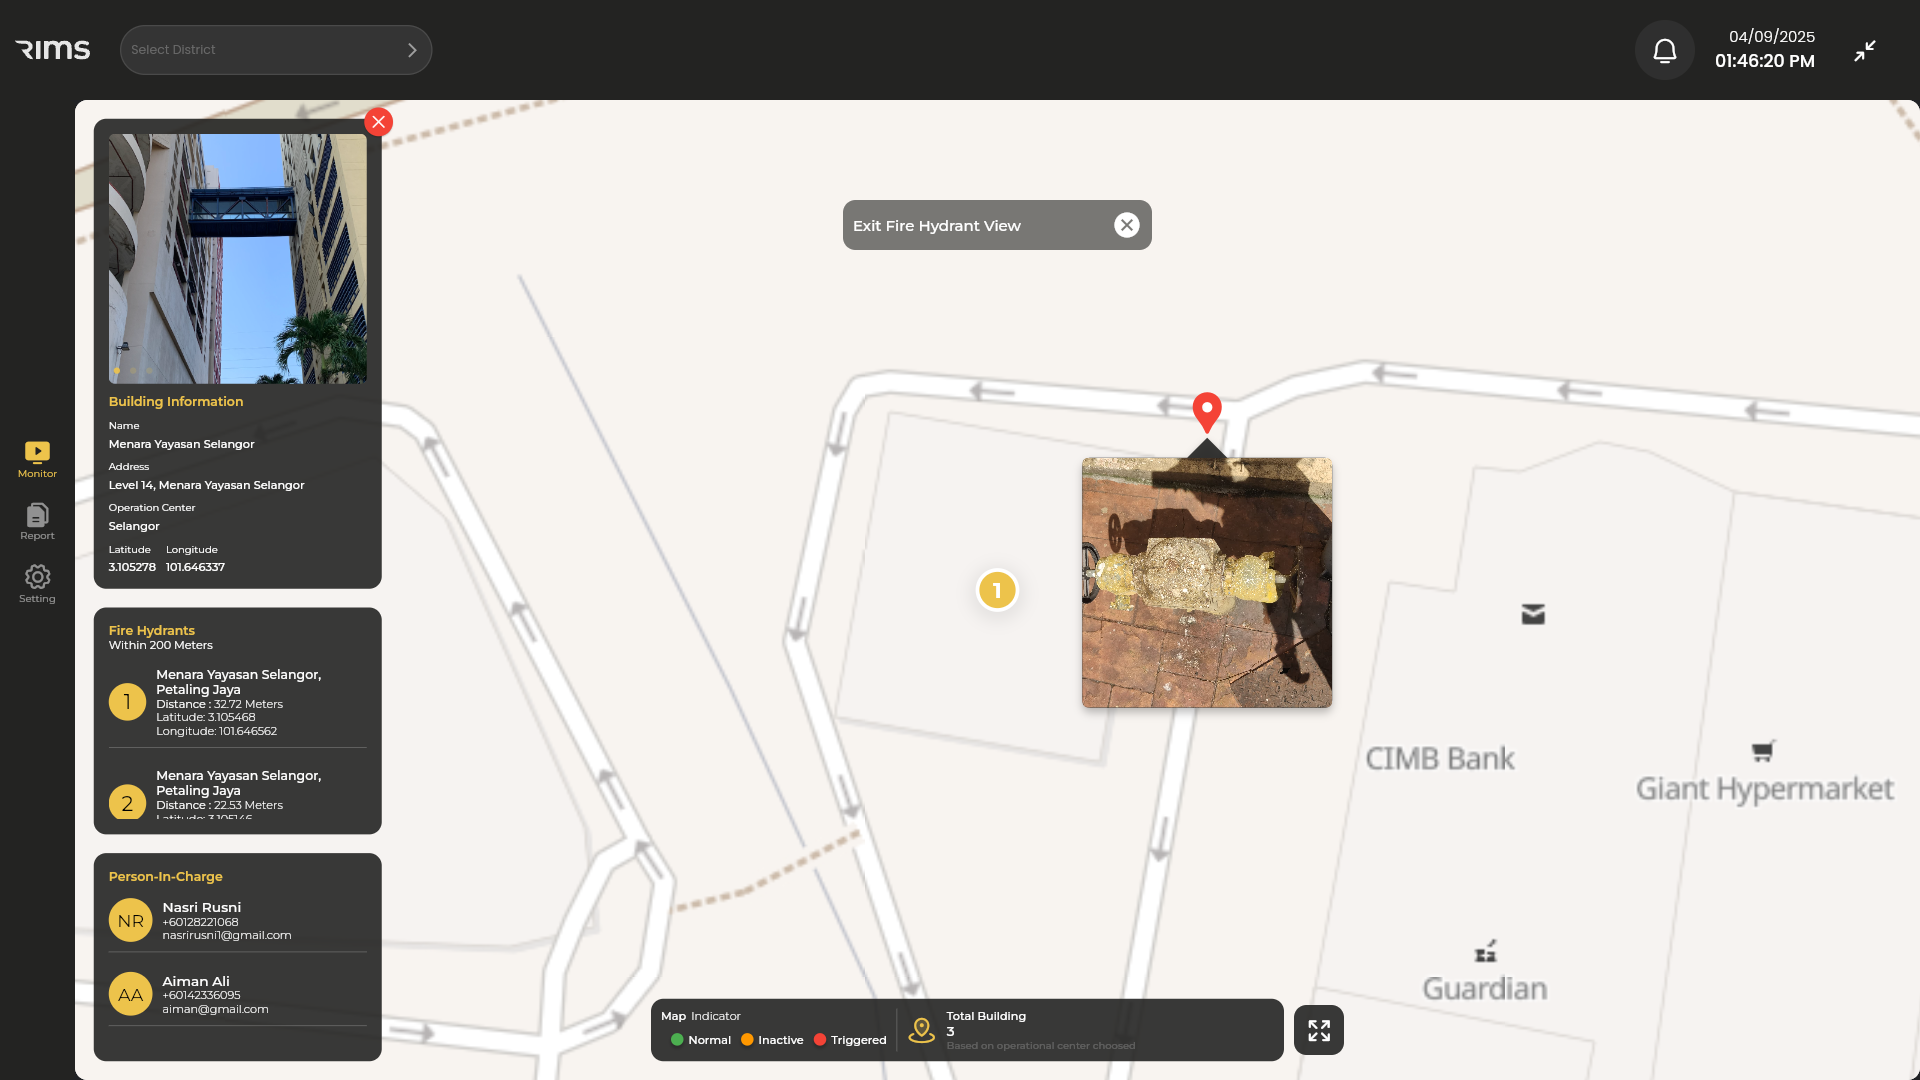 RIMS
Select District
04/09/2025
01:46:20 PM
Exit Fire Hydrant View
Building Information
Name
Menara Yayasan Selangor
Address
Level 14, Menara Yayasan Selangor
Operation Center
Selangor
Latitude Longitude
3.105278 101.646337
Monitor
Report
Setting
Fire Hydrants
Within 200 Meters
1
Menara Yayasan Selangor,
Petaling Jaya
Distance : 32.72 Meters
Latitude: 3.105468
Longitude: 101.646562
2
Menara Yayasan Selangor,
Petaling Jaya
Distance : 22.53 Meters
Latitude: 3.105146
Person-In-Charge
NR
Nasri Rusni
+60128221068
nasrirusni1@gmail.com
AA
Aiman Ali
+60142336095
aiman@gmail.com
1
CIMB Bank
Giant Hypermarket
Guardian
Map Indicator
Normal Inactive Triggered
Total Building
3
Based on operational center choosed